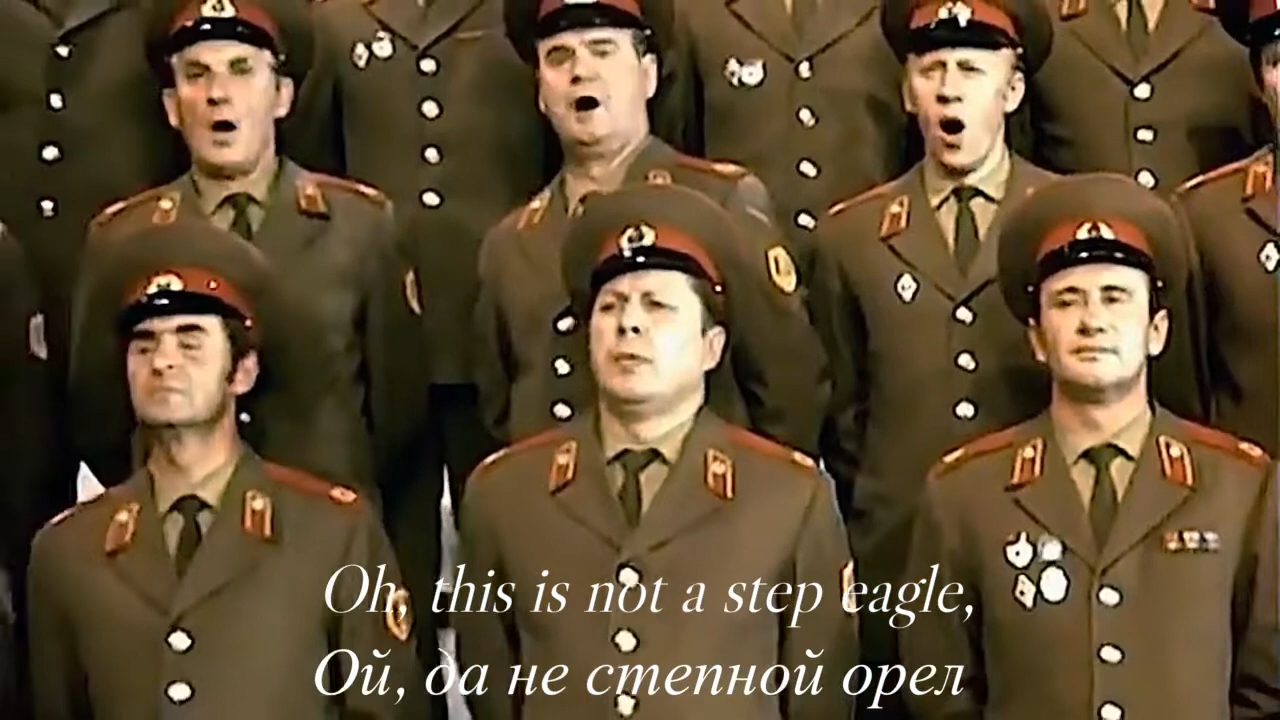 Oh, this is not a step eagle,
Ой, да не степной орел